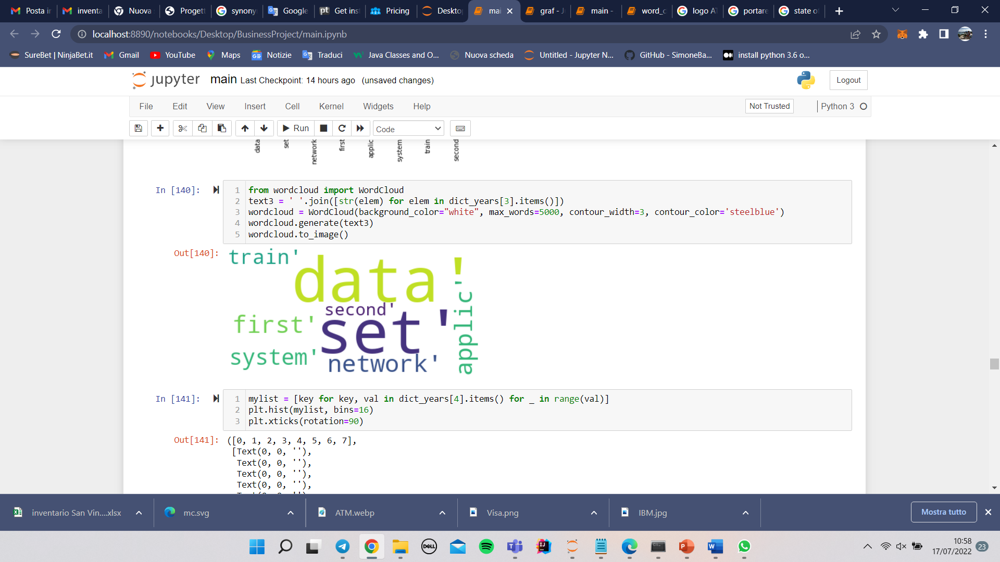 Posta in
inventa
Nuova
Progett
synony
Google
Get inst
Pricing
Deskto
mai
graf - J
main -
word_c
logo AT
portare
state of
localhost:8890/notebooks/Desktop/BusinessProject/main.ipynb
SureBet | NinjaBet.it
Gmail
YouTube
Maps
Notizie
Traduci
Java Classes and O...
Nuova scheda
Untitled - Jupyter N...
GitHub - SimoneBa...
install python 3.6 o...
jupyter main Last Checkpoint: 14 hours ago (unsaved changes)
Logout
File Edit View Insert Cell Kernel Widgets Help
Not Trusted
Python 3
Run
Code
data
set
network
first
applic
system
train
second
In [140]:
1 from wordcloud import WordCloud
2 text3 = ' '.join([str(elem) for elem in dict_years[3].items()])
3 wordcloud = WordCloud(background_color="white", max_words=5000, contour_width=3, contour_color='steelblue')
4 wordcloud.generate(text3)
5 wordcloud.to_image()
Out[140]:
train'
data'
second'
first'
set'
applic'
system'
network'
In [141]:
1 mylist = [key for key, val in dict_years[4].items() for _ in range(val)]
2 plt.hist(mylist, bins=16)
3 plt.xticks(rotation=90)
Out[141]: ([0, 1, 2, 3, 4, 5, 6, 7],
[Text(0, 0, ''),
Text(0, 0, ''),
Text(0, 0, ''),
Text(0, 0, ''),
inventario San Vin....xlsx
mc.svg
ATM.webp
Visa.png
IBM.jpg
Mostra tutto
DELL
10:58
17/07/2022
23